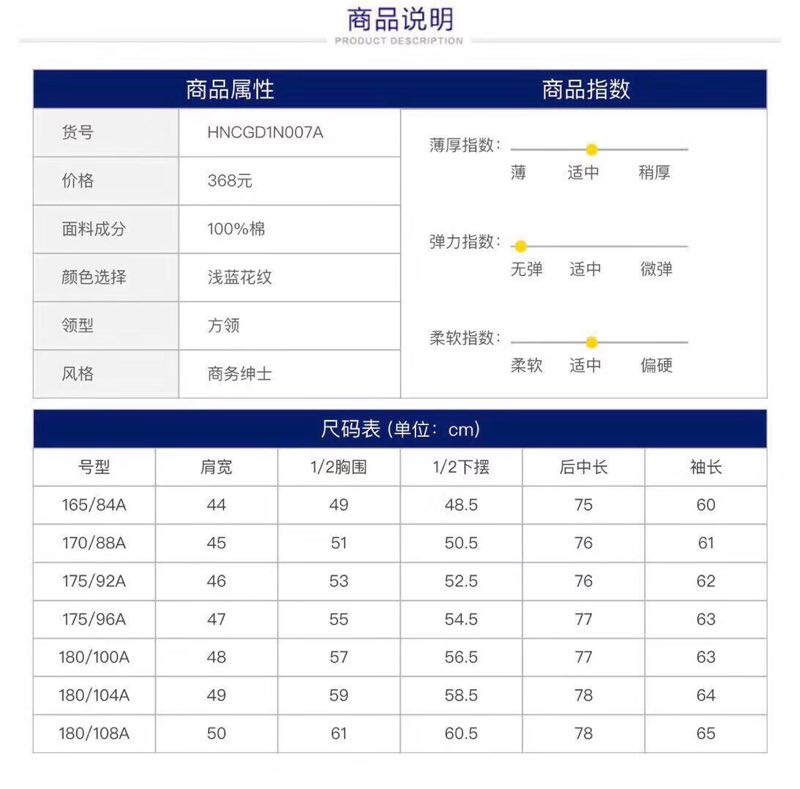 商品说明
PRODUCT DESCRIPTION
商品属性 商品指数
货号 HNCGD1N007A
价格 368元
面料成分 100%棉
颜色选择 浅蓝花纹
领型 方领
风格 商务绅士
薄厚指数:
薄 适中 稍厚
弹力指数:
无弹 适中 微弹
柔软指数:
柔软 适中 偏硬
尺码表 (单位: cm)
号型 肩宽 1/2胸围 1/2下摆 后中长 袖长
165/84A 44 49 48.5 75 60
170/88A 45 51 50.5 76 61
175/92A 46 53 52.5 76 62
175/96A 47 55 54.5 77 63
180/100A 48 57 56.5 77 63
180/104A 49 59 58.5 78 64
180/108A 50 61 60.5 78 65